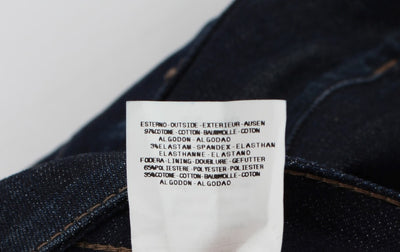 ESTERNO-OUTSIDE-EXTERIEUR-AUSEN
97%COTONE-COTTON-BAUMWOLLE-COTON
ALGODON-ALGODAO
3%ELASTAM-SPANDEX-ELASTHAN
ELASTHANNE-ELASTANO
FODERA-LINING-DOUBLURE-GEFUTTER
65%POLIESTERE-POLYESTER-POLIESTER
35%COTONE-COTTON-BAUMWOLLE-COTON
ALGODON-ALGODAO